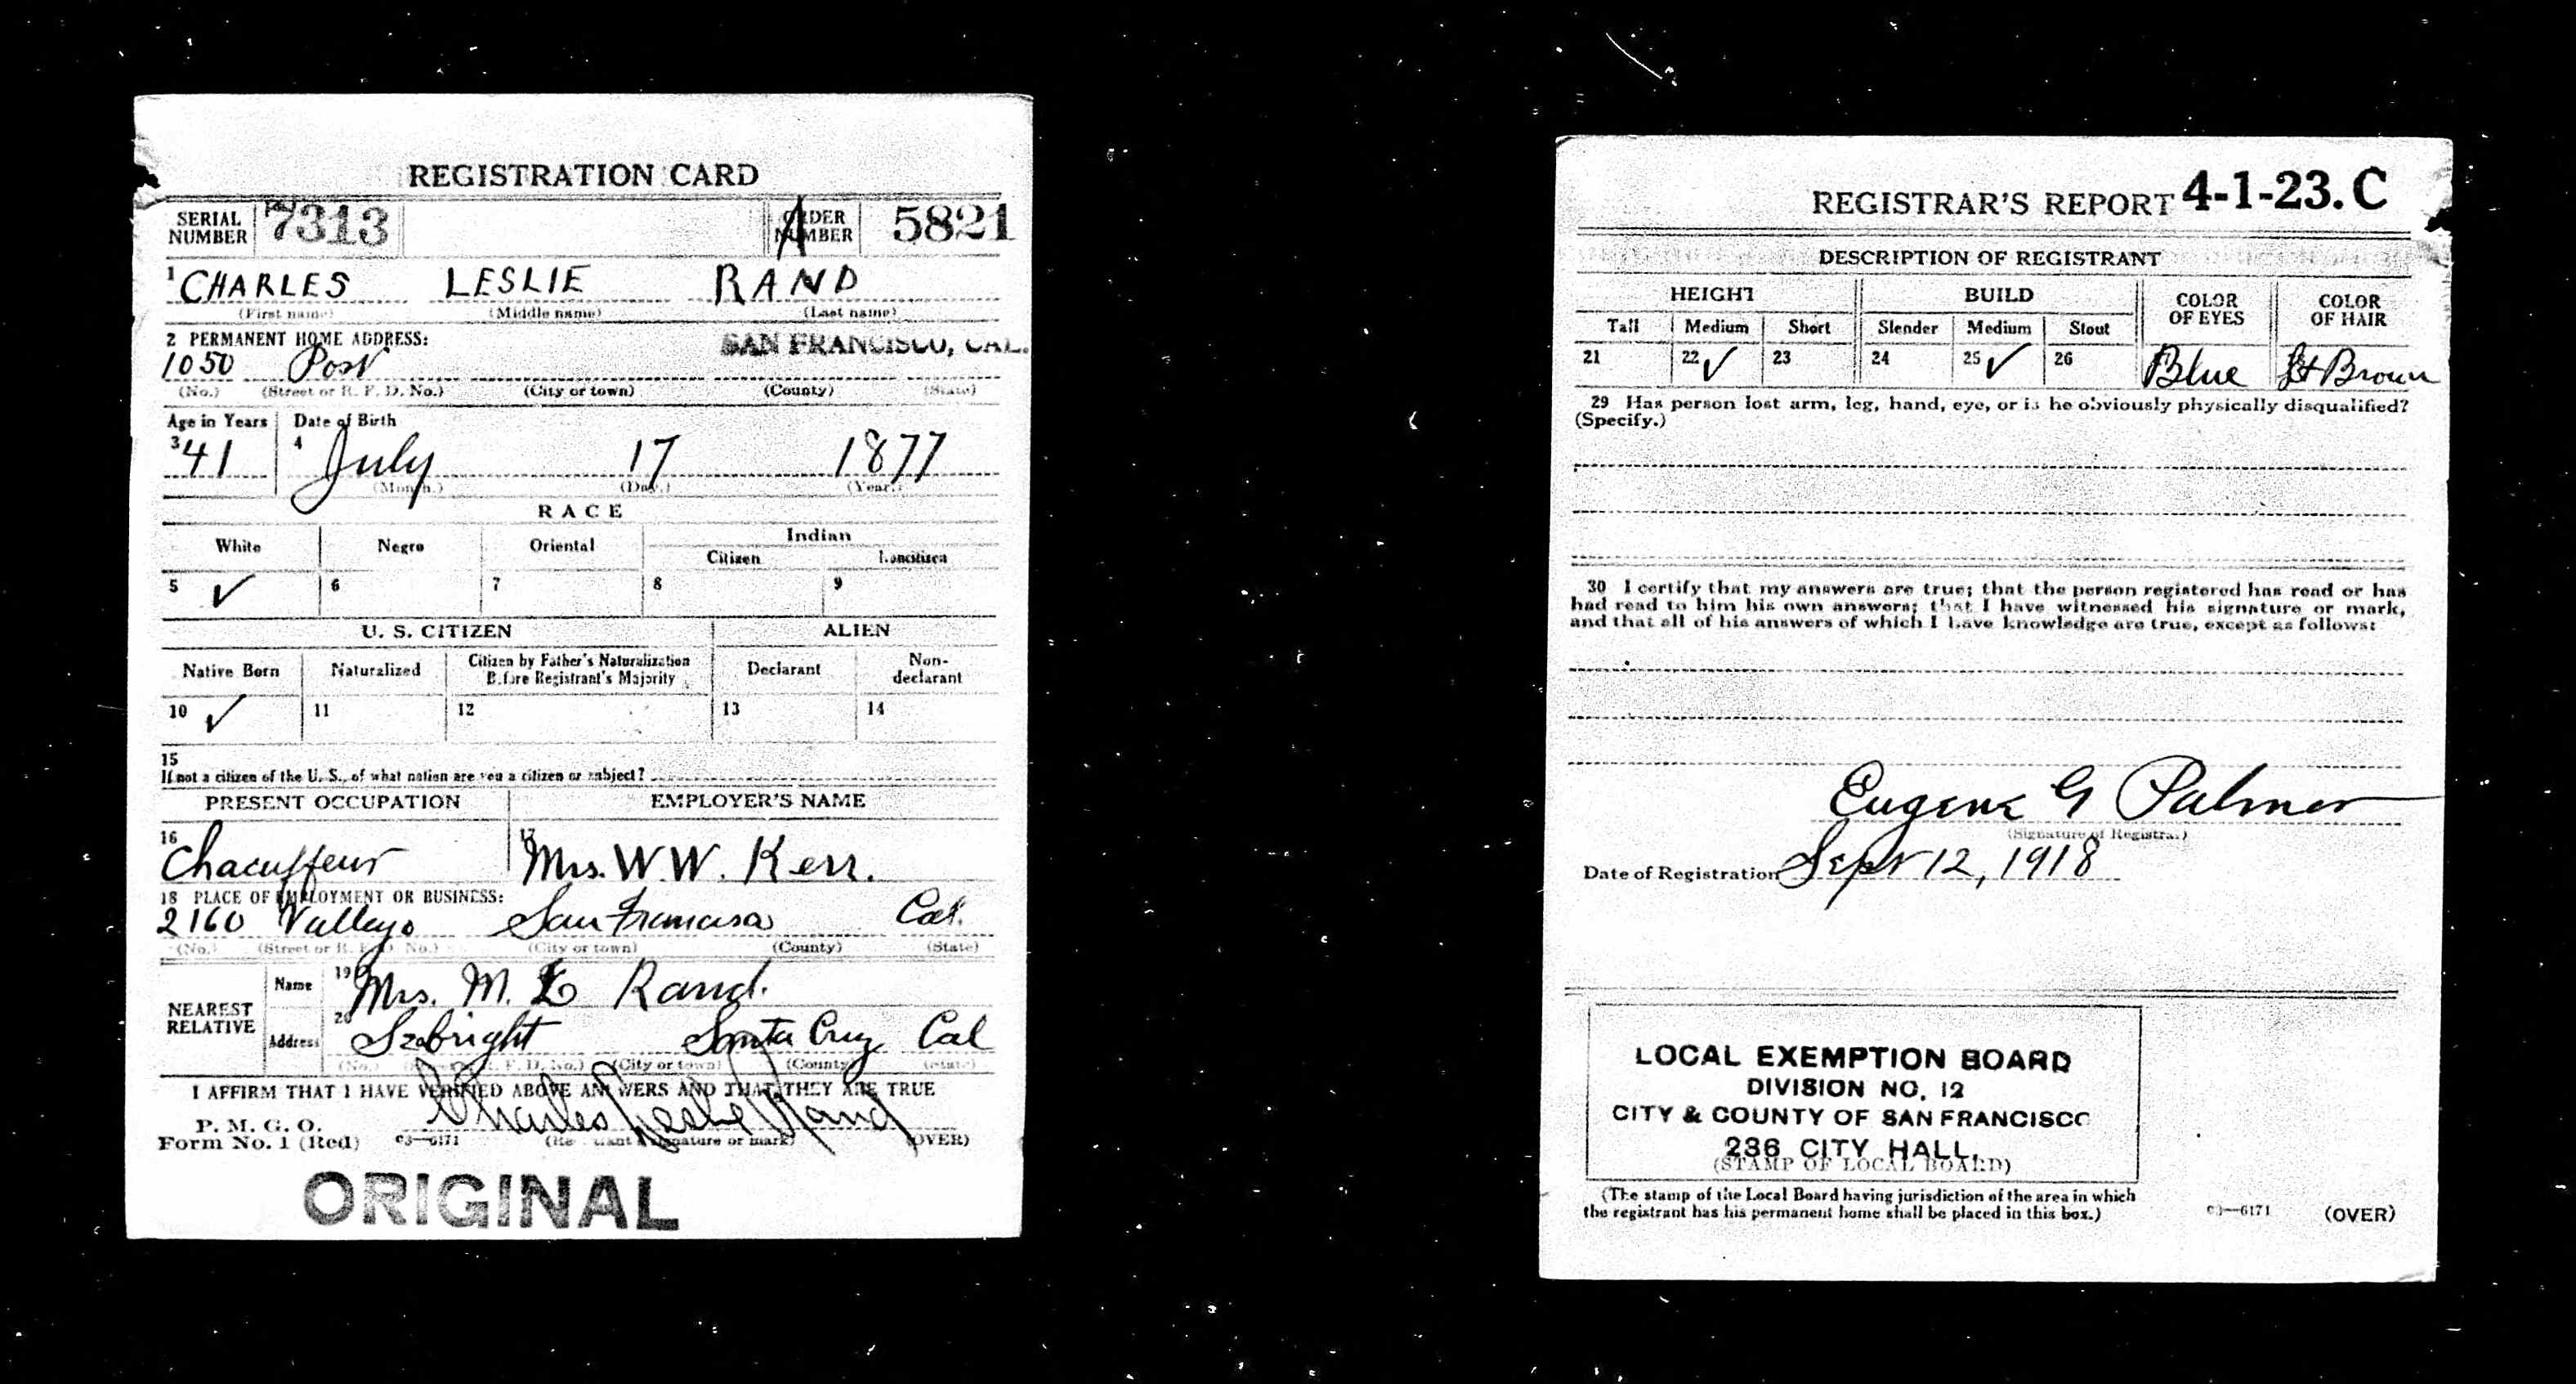 REGISTRATION CARD
SERIAL NUMBER 7313 ORDER NUMBER A 5821
1 CHARLES LESLIE RAND
(First name) (Middle name) (Last name)
2 PERMANENT HOME ADDRESS: SAN FRANCISCO, CAL.
1050 Post
(No.) (Street or R. F. D. No.) (City or town) (County) (State)
Age in Years Date of Birth
3 41 4 July 17 1877
(Month.) (Day.) (Year.)
RACE
White Negro Oriental Indian
Citizen Noncitizen
5 ✓ 6 7 8 9
U. S. CITIZEN ALIEN
Native Born Naturalized Citizen by Father's Naturalization Before Registrant's Majority Declarant Non-declarant
10 ✓ 11 12 13 14
15
If not a citizen of the U. S., of what nation are you a citizen or subject?
PRESENT OCCUPATION EMPLOYER'S NAME
16 Chacuffeur 17 Mrs. W. W. Kerr.
18 PLACE OF EMPLOYMENT OR BUSINESS:
2160 Vallejo San Francisco Cal.
(No.) (Street or R. F. D. No.) (City or town) (County) (State)
NEAREST RELATIVE Name 19 Mrs. M. Rand.
Address 20 Seabright Santa Cruz Cal
(No.) (Street or R. F. D. No.) (City or town) (County) (State)
I AFFIRM THAT I HAVE VERIFIED ABOVE ANSWERS AND THAT THEY ARE TRUE
P. M. G. O.
Form No. 1 (Red) 03—6171 Charles Leslie Rand (Registrant's signature or mark) (OVER)
ORIGINAL
REGISTRAR'S REPORT 4-1-23. C
DESCRIPTION OF REGISTRANT
HEIGHT BUILD COLOR OF EYES COLOR OF HAIR
Tall Medium Short Slender Medium Stout
21 22 ✓ 23 24 25 ✓ 26 Blue Lt Brown
29 Has person lost arm, leg, hand, eye, or is he obviously physically disqualified?
(Specify.)
30 I certify that my answers are true; that the person registered has read or has
had read to him his own answers; that I have witnessed his signature or mark,
and that all of his answers of which I have knowledge are true, except as follows:
Eugene G Palmer
(Signature of Registrar.)
Date of Registration Sept 12, 1918
LOCAL EXEMPTION BOARD
DIVISION NO. 12
CITY & COUNTY OF SAN FRANCISCO
236 CITY HALL.
(STAMP OF LOCAL BOARD)
(The stamp of the Local Board having jurisdiction of the area in which
the registrant has his permanent home shall be placed in this box.)
03—6171 (OVER)